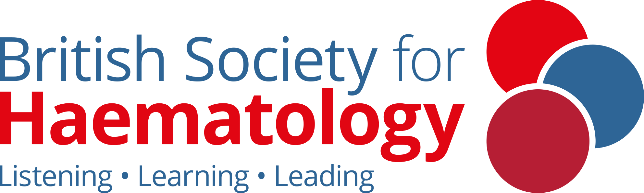 British Society for
Haematology
Listening • Learning • Leading